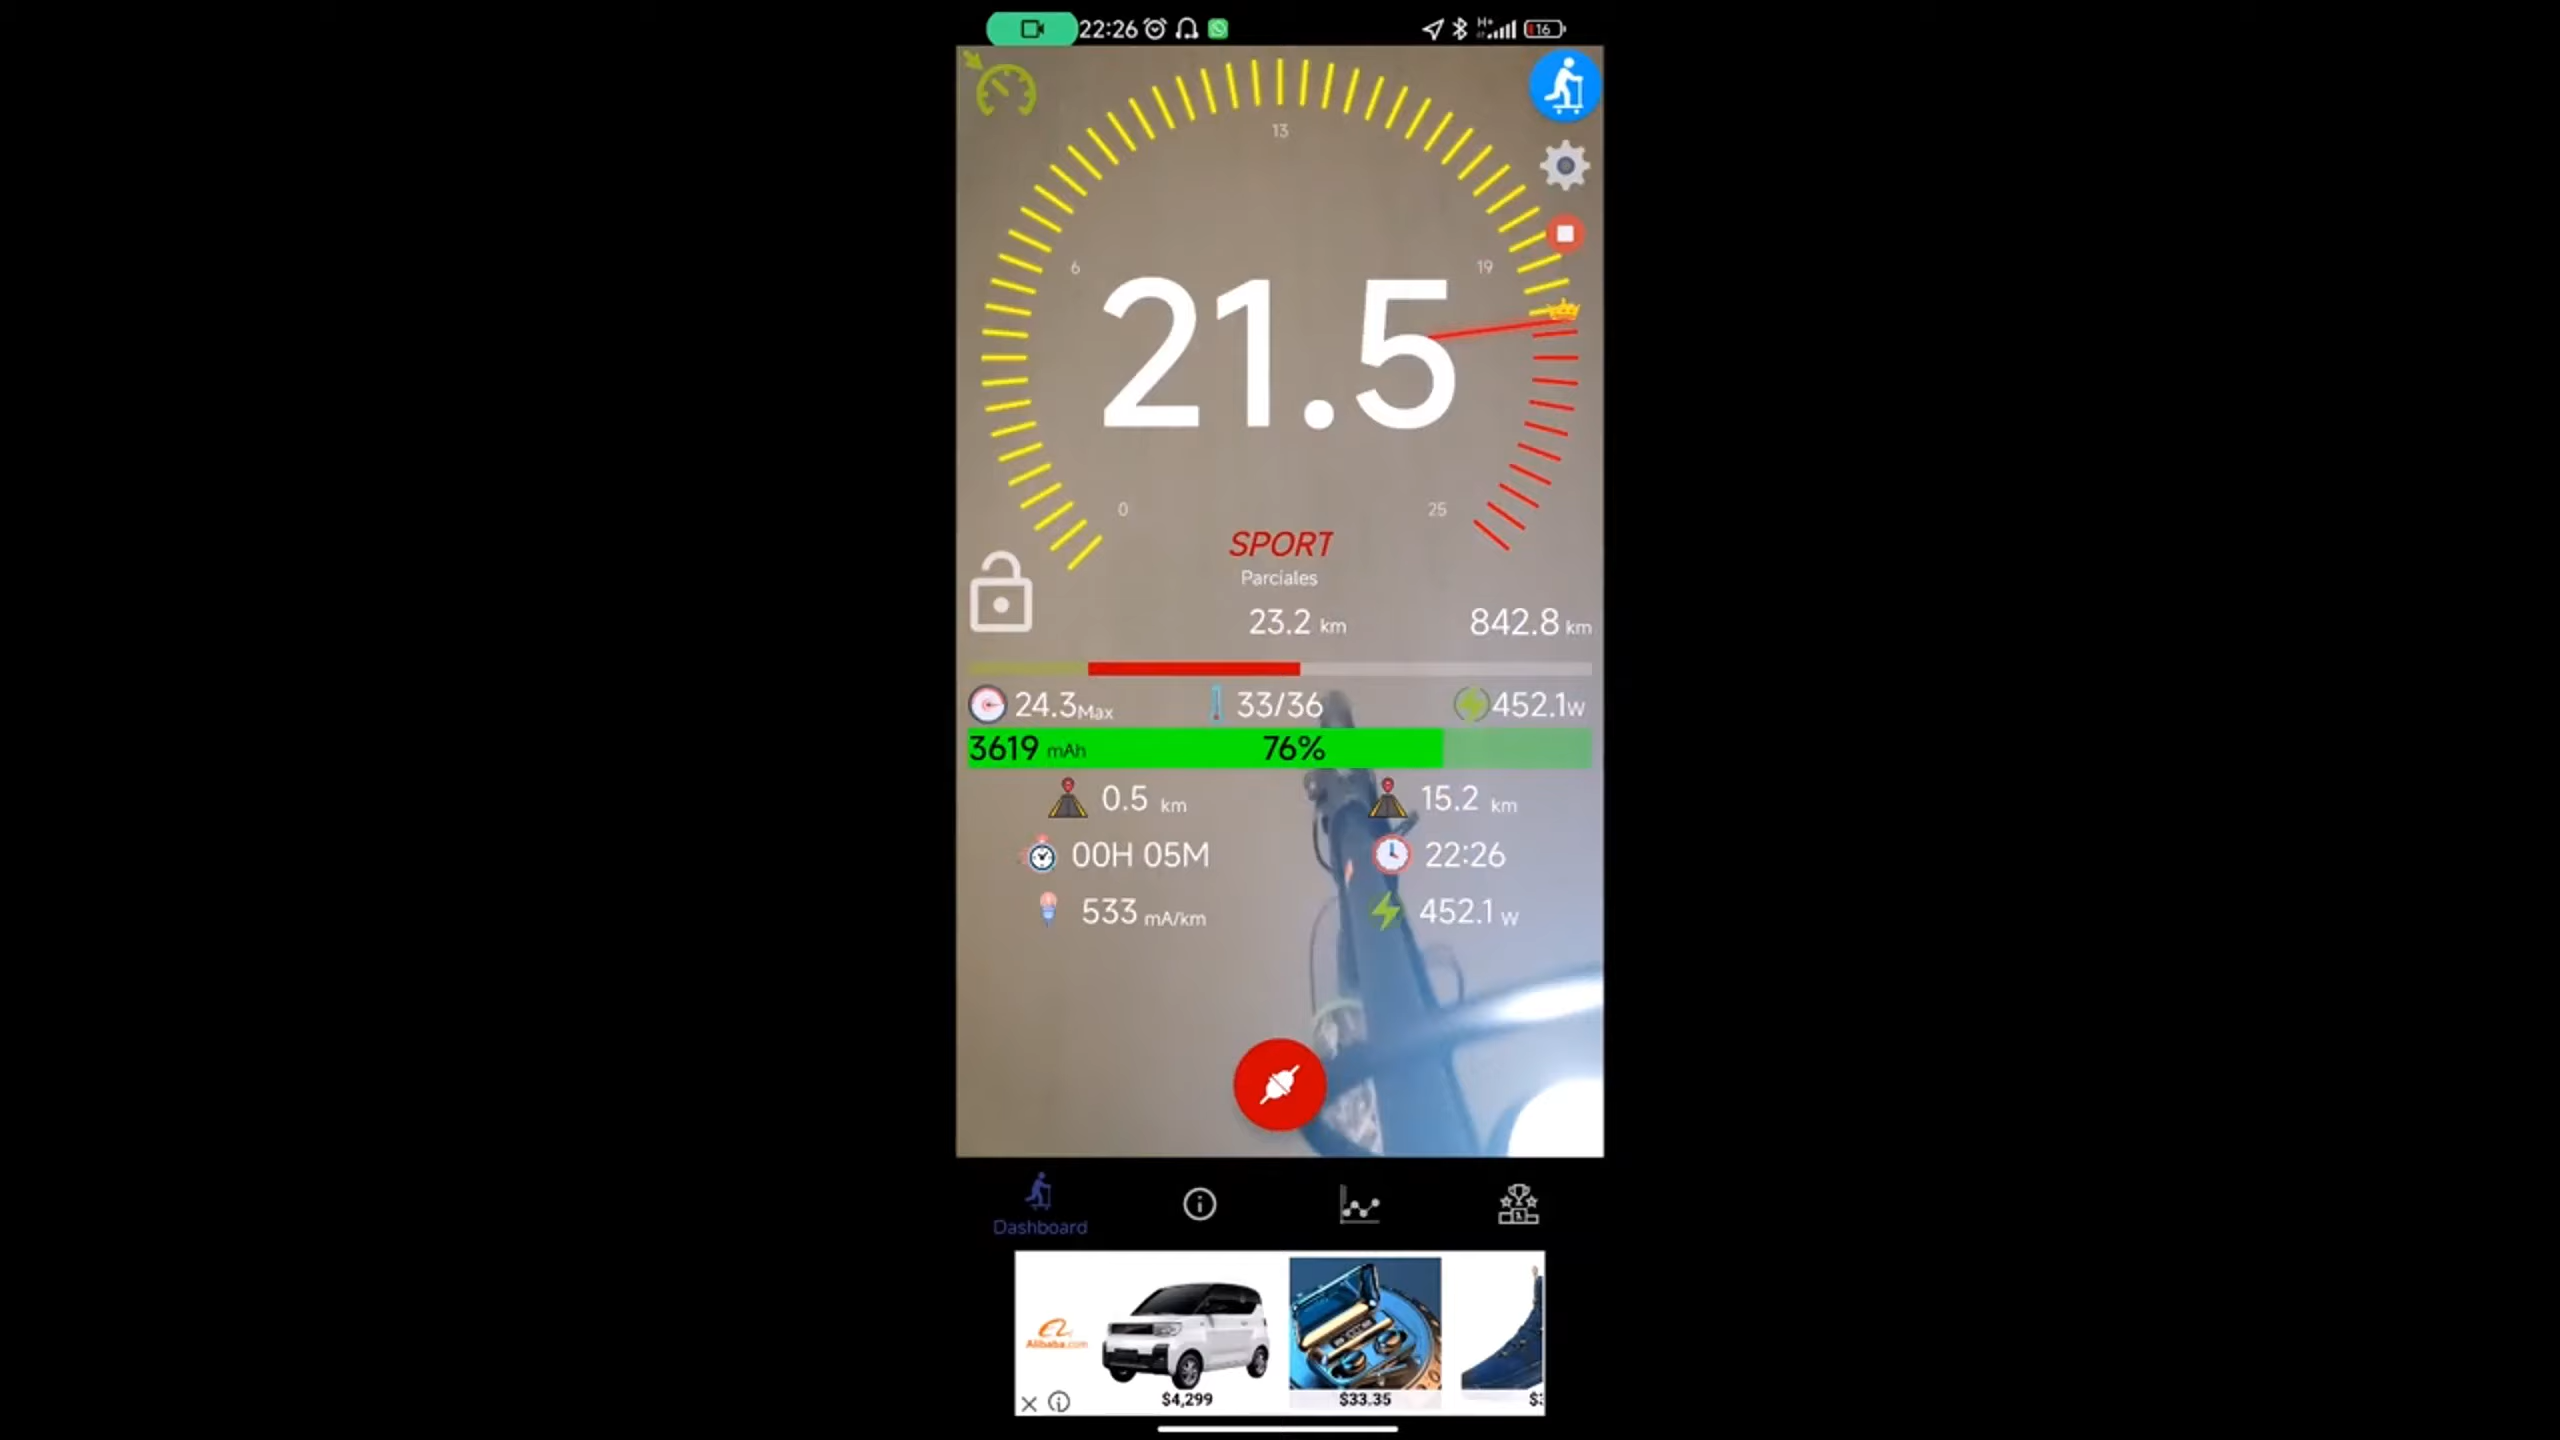 22:26 H+ 16
13
6 19
21.5
0 25
SPORT
Parciales
23.2 km 842.8 km
24.3Max 33/36 452.1W
3619 mAh 76%
0.5 km 15.2 km
00H 05M 22:26
533 mA/km 452.1 W
Dashboard
Alibaba.com
$4,299 $33.35